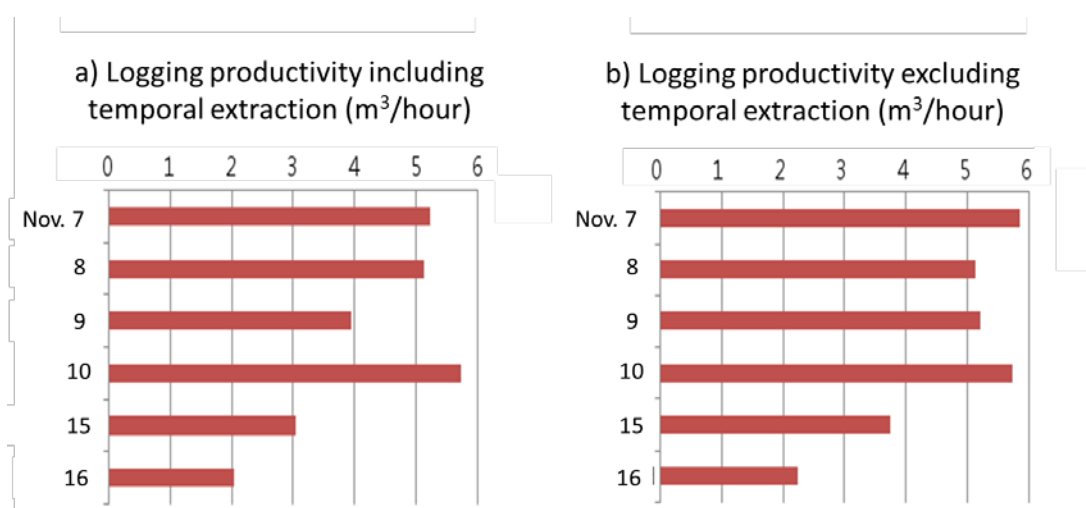 a) Logging productivity including
temporal extraction (m³/hour)
0 1 2 3 4 5 6
Nov. 7
8
9
10
15
16
b) Logging productivity excluding
temporal extraction (m³/hour)
0 1 2 3 4 5 6
Nov. 7
8
9
10
15
16